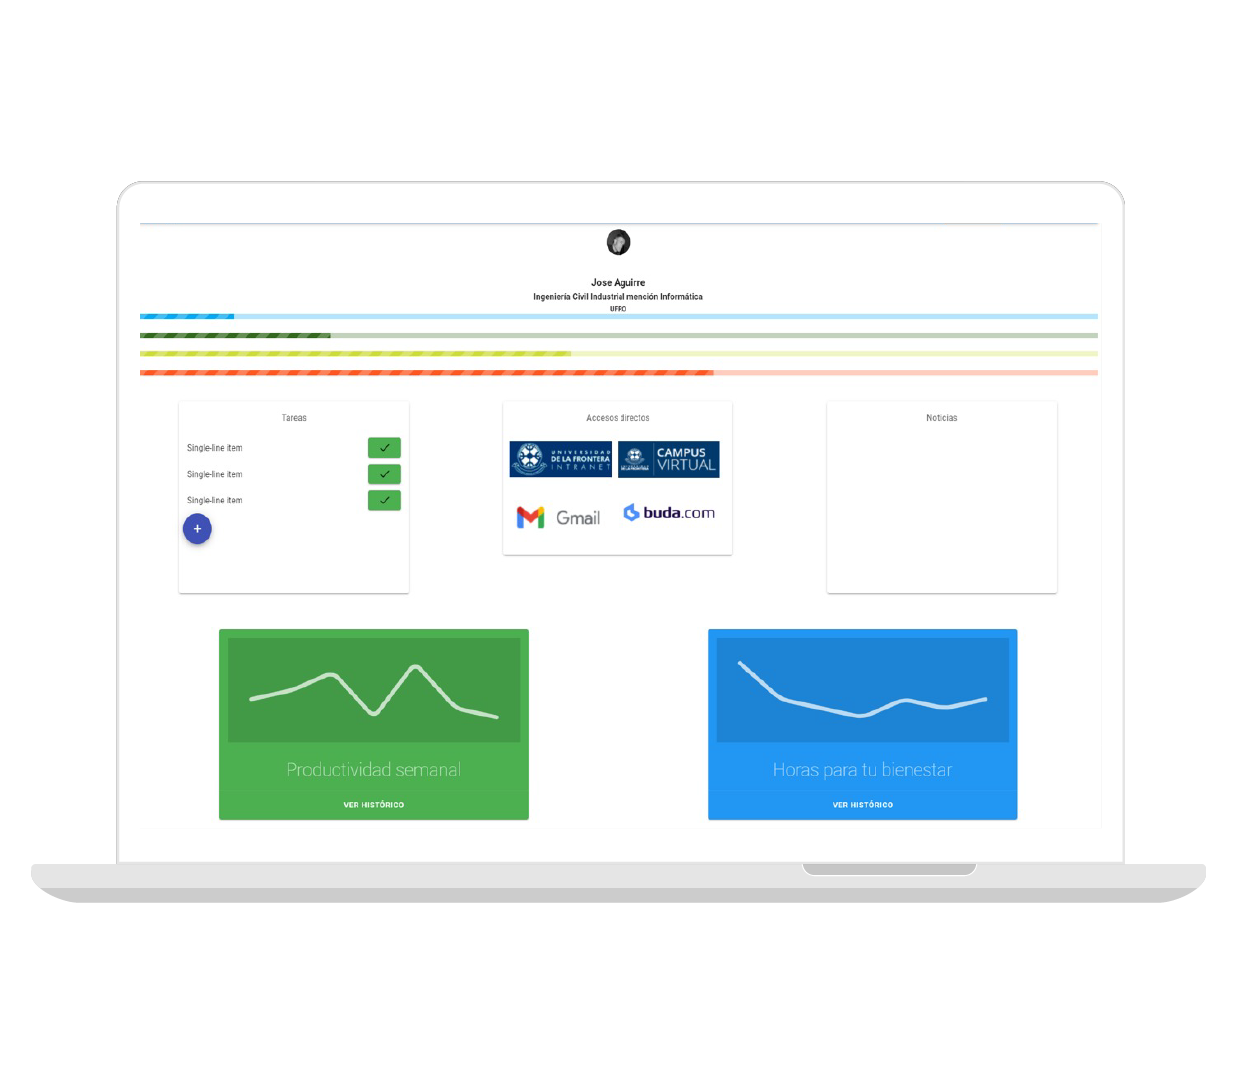 Jose Aguirre
Ingeniería Civil Industrial mención Informática
UFRO
Tareas
Single-line item
Single-line item
Single-line item
+
Accesos directos
UNIVERSIDAD
DE LA FRONTERA
INTRANET
CAMPUS
VIRTUAL
Gmail
buda.com
Noticias
Productividad semanal
VER HISTÓRICO
Horas para tu bienestar
VER HISTÓRICO